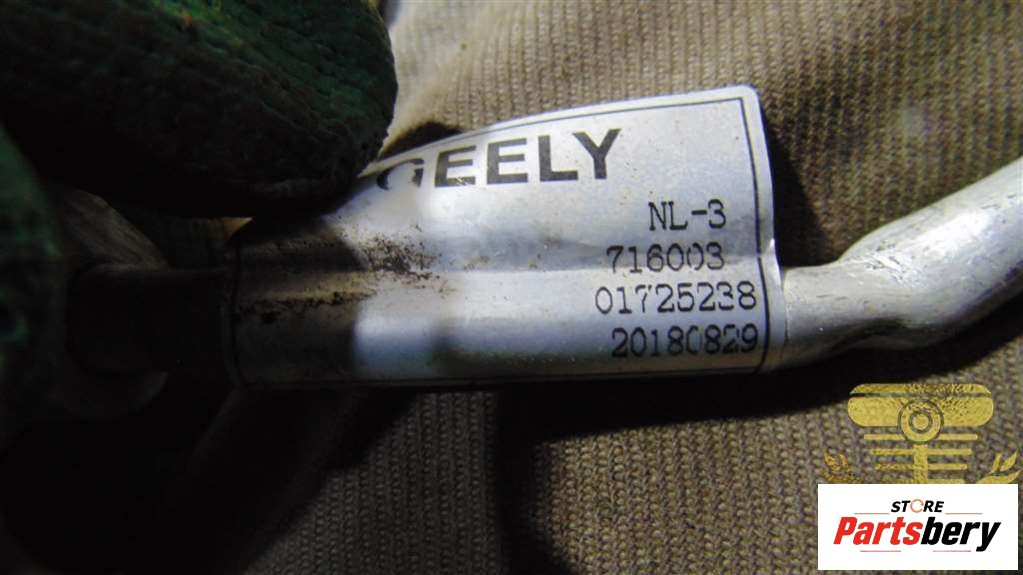 GEELY
NL-3
716003
01725238
20180829
STORE
Partsbery